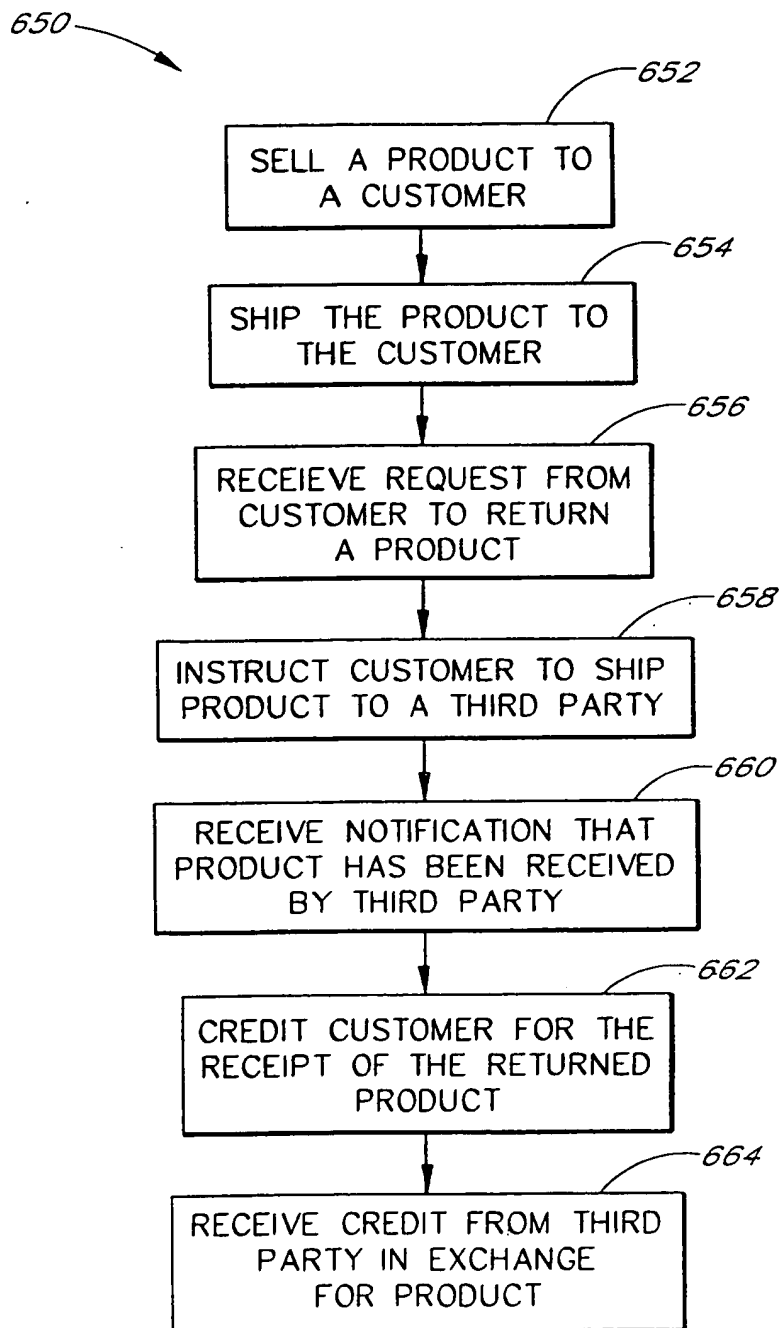 650
652
SELL A PRODUCT TO
A CUSTOMER
654
SHIP THE PRODUCT TO
THE CUSTOMER
656
RECEIEVE REQUEST FROM
CUSTOMER TO RETURN
A PRODUCT
658
INSTRUCT CUSTOMER TO SHIP
PRODUCT TO A THIRD PARTY
660
RECEIVE NOTIFICATION THAT
PRODUCT HAS BEEN RECEIVED
BY THIRD PARTY
662
CREDIT CUSTOMER FOR THE
RECEIPT OF THE RETURNED
PRODUCT
664
RECEIVE CREDIT FROM THIRD
PARTY IN EXCHANGE
FOR PRODUCT